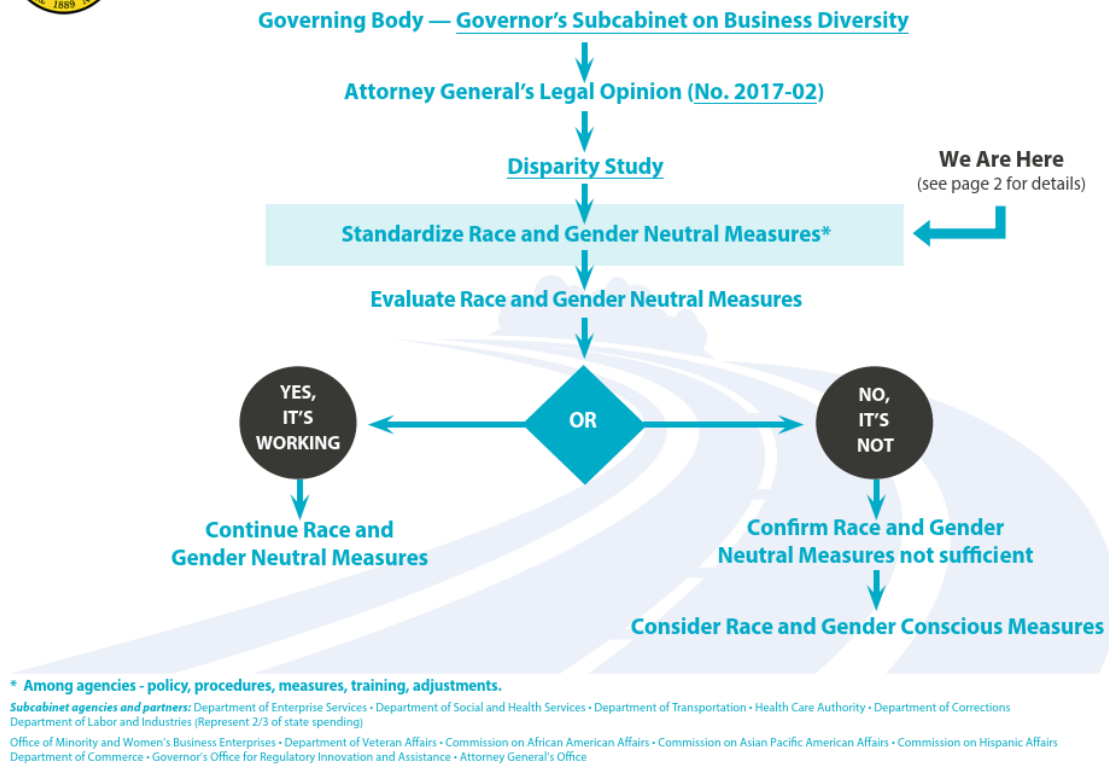 1889
Governing Body — Governor's Subcabinet on Business Diversity
Attorney General's Legal Opinion (No. 2017-02)
Disparity Study
We Are Here
(see page 2 for details)
Standardize Race and Gender Neutral Measures*
Evaluate Race and Gender Neutral Measures
YES,
IT'S
WORKING
OR
NO,
IT'S
NOT
Continue Race and
Gender Neutral Measures
Confirm Race and Gender
Neutral Measures not sufficient
Consider Race and Gender Conscious Measures
* Among agencies - policy, procedures, measures, training, adjustments.
Subcabinet agencies and partners: Department of Enterprise Services • Department of Social and Health Services • Department of Transportation • Health Care Authority • Department of Corrections
Department of Labor and Industries (Represent 2/3 of state spending)
Office of Minority and Women's Business Enterprises • Department of Veteran Affairs • Commission on African American Affairs • Commission on Asian Pacific American Affairs • Commission on Hispanic Affairs
Department of Commerce • Governor's Office for Regulatory Innovation and Assistance • Attorney General's Office